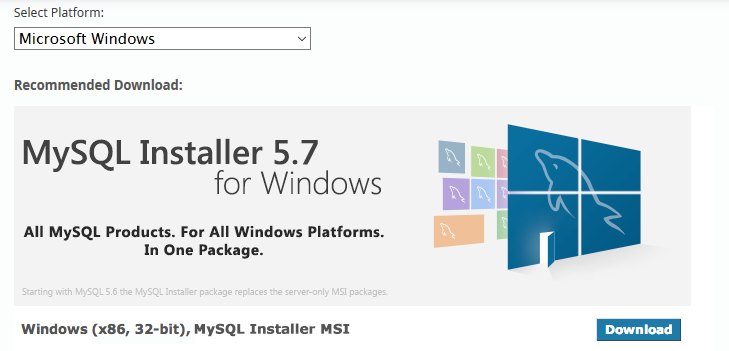 Select Platform:
Microsoft Windows
Recommended Download:
MySQL Installer 5.7
for Windows
All MySQL Products. For All Windows Platforms.
In One Package.
Starting with MySQL 5.6 the MySQL Installer package replaces the server-only MSI packages.
Windows (x86, 32-bit), MySQL Installer MSI
Download